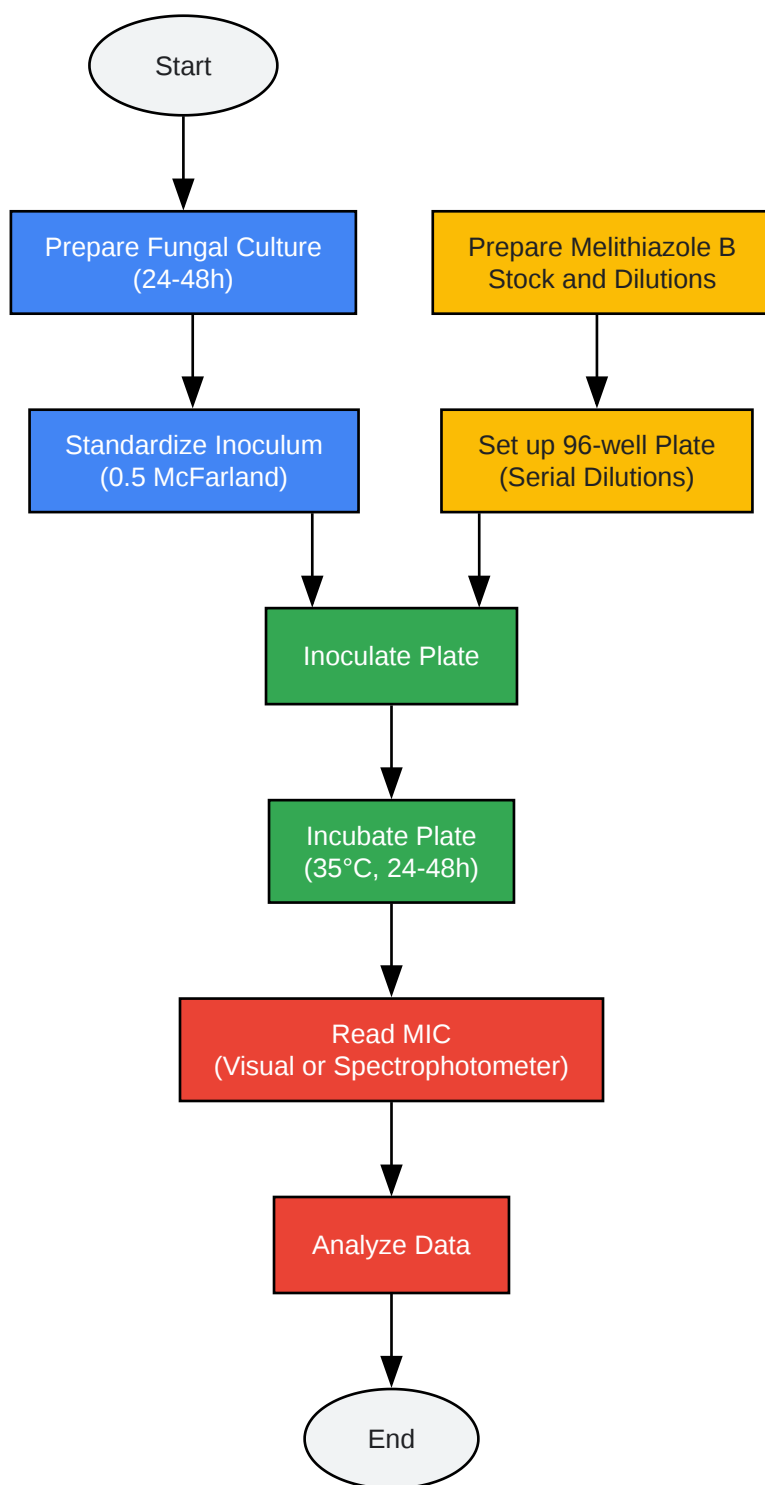 Start
Prepare Fungal Culture
(24-48h)
Prepare Melithiazole B
Stock and Dilutions
Standardize Inoculum
(0.5 McFarland)
Set up 96-well Plate
(Serial Dilutions)
Inoculate Plate
Incubate Plate
(35°C, 24-48h)
Read MIC
(Visual or Spectrophotometer)
Analyze Data
End